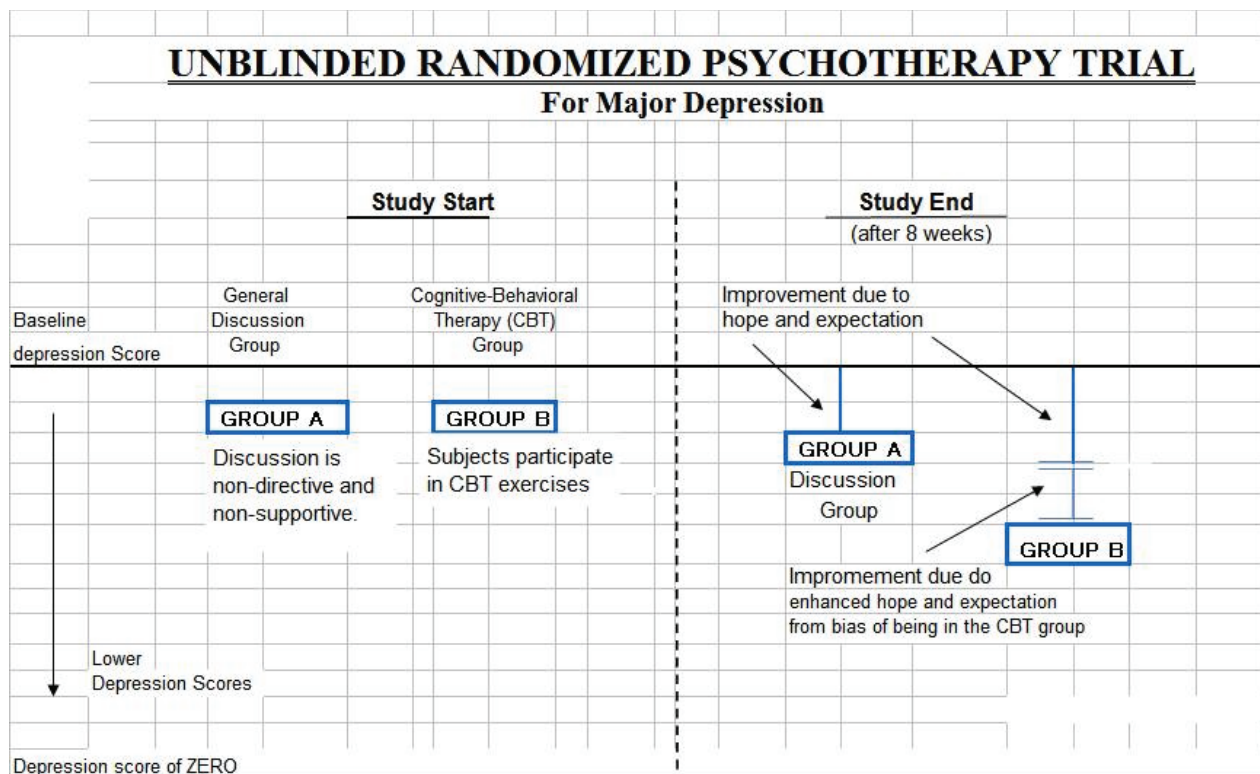 UNBLINDED RANDOMIZED PSYCHOTHERAPY TRIAL
For Major Depression
Study Start
Study End
(after 8 weeks)
Baseline
depression Score
General
Discussion
Group
Cognitive-Behavioral
Therapy (CBT)
Group
Improvement due to
hope and expectation
GROUP A
Discussion is
non-directive and
non-supportive.
GROUP B
Subjects participate
in CBT exercises
GROUP A
Discussion
Group
GROUP B
Impromement due do
enhanced hope and expectation
from bias of being in the CBT group
Lower
Depression Scores
Depression score of ZERO